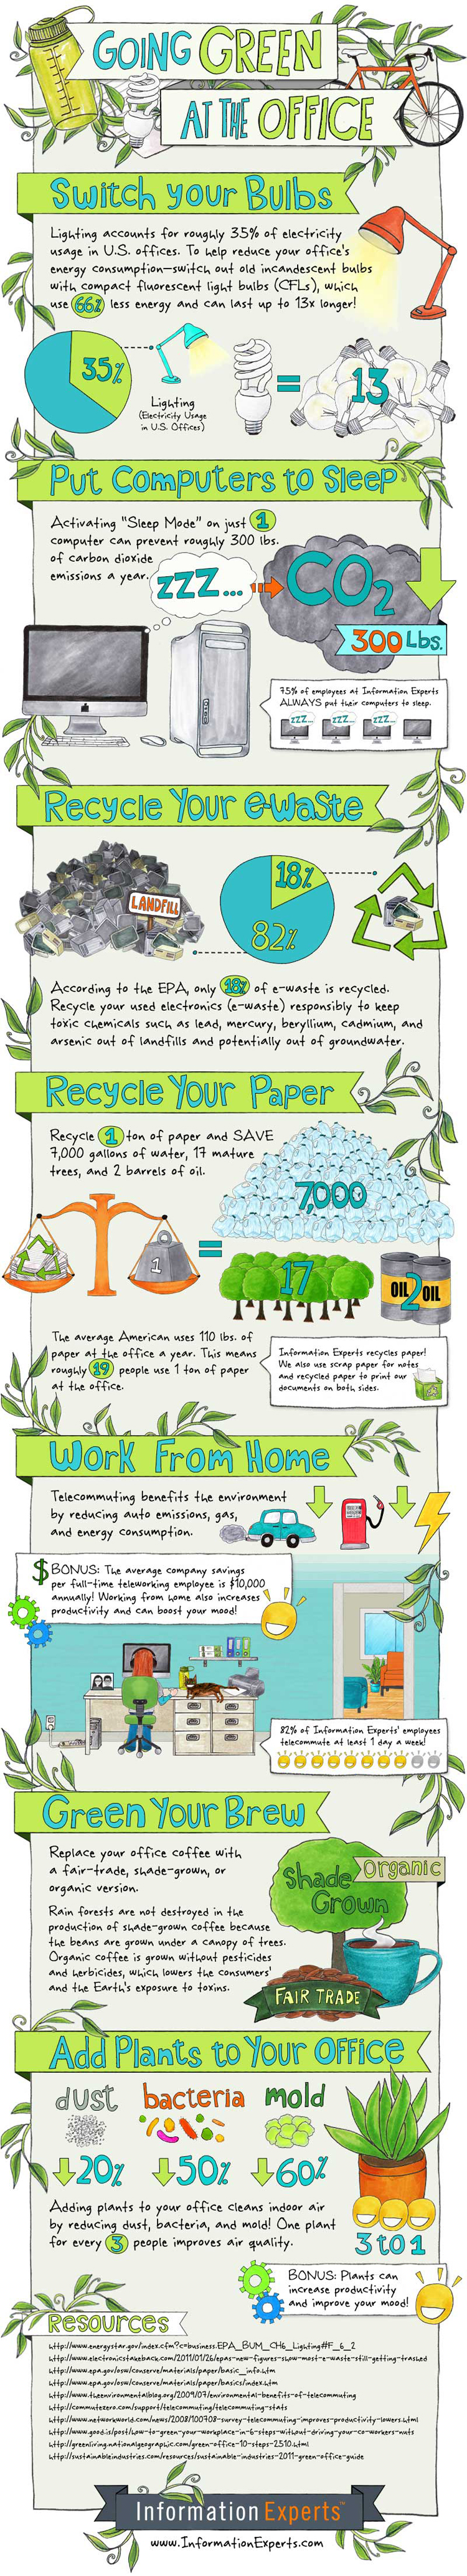 GOING GREEN
AT THE OFFICE
Switch your Bulbs
Lighting accounts for roughly 35% of electricity
usage in U.S. offices. To help reduce your office's
energy consumption—switch out old incandescent bulbs
with compact fluorescent light bulbs (CFLs), which
use 66% less energy and can last up to 13x longer!
35%
Lighting
(Electricity Usage
in U.S. Offices)
=
13
Put Computers to Sleep
Activating "Sleep Mode" on just 1
computer can prevent roughly 300 lbs.
of carbon dioxide
emissions a year.
ZZZ...
CO2
300 Lbs.
75% of employees at Information Experts
ALWAYS put their computers to sleep.
ZZZ... ZZZ... ZZZ...
Recycle Your e-waste
LANDFILL
18%
82%
According to the EPA, only 18% of e-waste is recycled.
Recycle your used electronics (e-waste) responsibly to keep
toxic chemicals such as lead, mercury, beryllium, cadmium, and
arsenic out of landfills and potentially out of groundwater.
Recycle Your Paper
Recycle 1 ton of paper and SAVE
7,000 gallons of water, 17 mature
trees, and 2 barrels of oil.
7,000
1
=
17
OIL 2 OIL
The average American uses 110 lbs. of
paper at the office a year. This means
roughly 19 people use 1 ton of paper
at the office.
Information Experts recycles paper!
We also use scrap paper for notes
and recycled paper to print our
documents on both sides.
Work From Home
Telecommuting benefits the environment
by reducing auto emissions, gas,
and energy consumption.
$ BONUS: The average company savings
per full-time teleworking employee is $10,000
annually! Working from home also increases
productivity and can boost your mood!
82% of Information Experts' employees
telecommute at least 1 day a week!
Green Your Brew
Replace your office coffee with
a fair-trade, shade-grown, or
organic version.
Rain forests are not destroyed in the
production of shade-grown coffee because
the beans are grown under a canopy of trees.
Organic coffee is grown without pesticides
and herbicides, which lowers the consumers'
and the Earth's exposure to toxins.
Shade Grown
Organic
FAIR TRADE
Add Plants to Your Office
dust bacteria mold
20% 50% 60%
Adding plants to your office cleans indoor air
by reducing dust, bacteria, and mold! One plant
for every 3 people improves air quality.
3 to 1
BONUS: Plants can
increase productivity
and improve your mood!
Resources
http://www.energystar.gov/index.cfm?c=business.EPA_BUM_CH6_Lighting#F_6_2
http://www.electronicstakeback.com/2011/01/26/epas-new-figures-show-most-e-waste-still-getting-trashed
http://www.epa.gov/osw/conserve/materials/paper/basic_info.htm
http://www.epa.gov/osw/conserve/materials/paper/basics/index.htm
http://www.theenvironmentalblog.org/2009/07/environmental-benefits-of-telecommuting
http://commutezero.com/support/telecommuting/telecommuting-stats
http://www.networkworld.com/news/2008/100708-survey-telecommuting-improves-productivity-lowers.html
http://www.good.is/post/how-to-green-your-workplace-in-6-steps-without-driving-your-co-workers-nuts
http://greenliving.nationalgeographic.com/green-office-10-steps-2510.html
http://sustainableindustries.com/resources/sustainable-industries-2011-green-office-guide
Information Experts™
www.InformationExperts.com